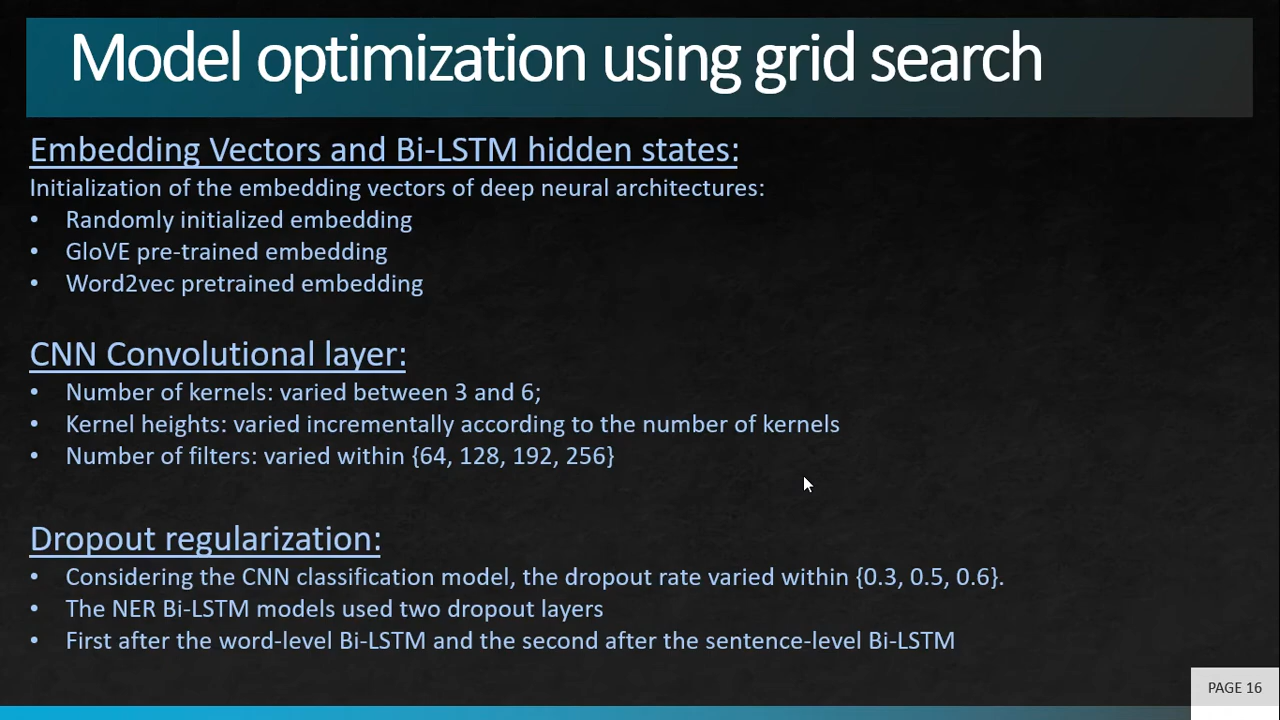 Model optimization using grid search
Embedding Vectors and Bi-LSTM hidden states:
Initialization of the embedding vectors of deep neural architectures:
• Randomly initialized embedding
• GloVE pre-trained embedding
• Word2vec pretrained embedding
CNN Convolutional layer:
• Number of kernels: varied between 3 and 6;
• Kernel heights: varied incrementally according to the number of kernels
• Number of filters: varied within {64, 128, 192, 256}
Dropout regularization:
• Considering the CNN classification model, the dropout rate varied within {0.3, 0.5, 0.6}.
• The NER Bi-LSTM models used two dropout layers
• First after the word-level Bi-LSTM and the second after the sentence-level Bi-LSTM
PAGE 16